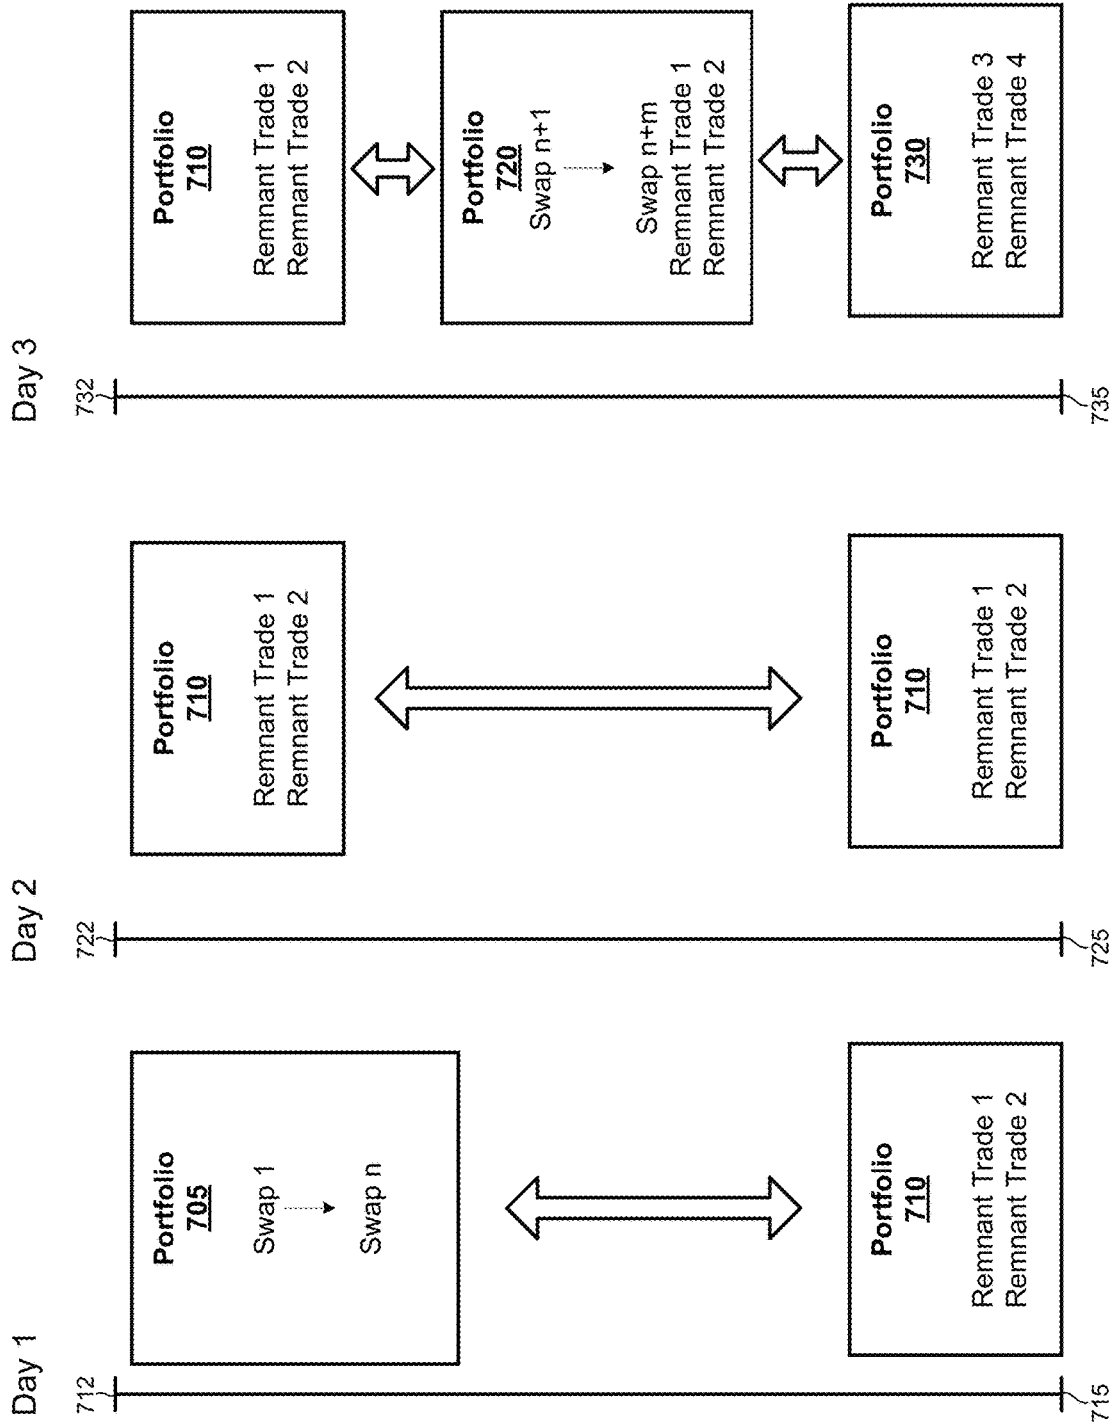 Day 1
712
Portfolio
705
Swap 1
Swap n
Portfolio
710
Remnant Trade 1
Remnant Trade 2
715
Day 2
722
Portfolio
710
Remnant Trade 1
Remnant Trade 2
Portfolio
710
Remnant Trade 1
Remnant Trade 2
725
Day 3
732
Portfolio
710
Remnant Trade 1
Remnant Trade 2
Portfolio
720
Swap n+1
Swap n+m
Remnant Trade 1
Remnant Trade 2
Portfolio
730
Remnant Trade 3
Remnant Trade 4
735